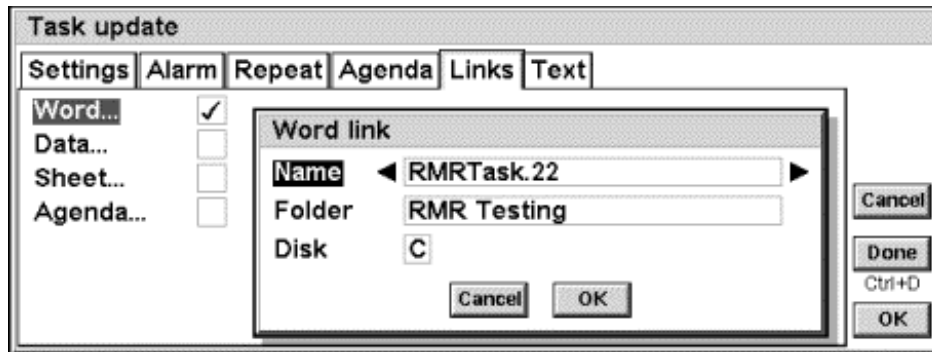 Task update
Settings Alarm Repeat Agenda Links Text
Word...
Data...
Sheet...
Agenda...
Word link
Name RMRTask.22
Folder RMR Testing
Disk C
Cancel OK
Cancel
Done
Ctrl+D
OK